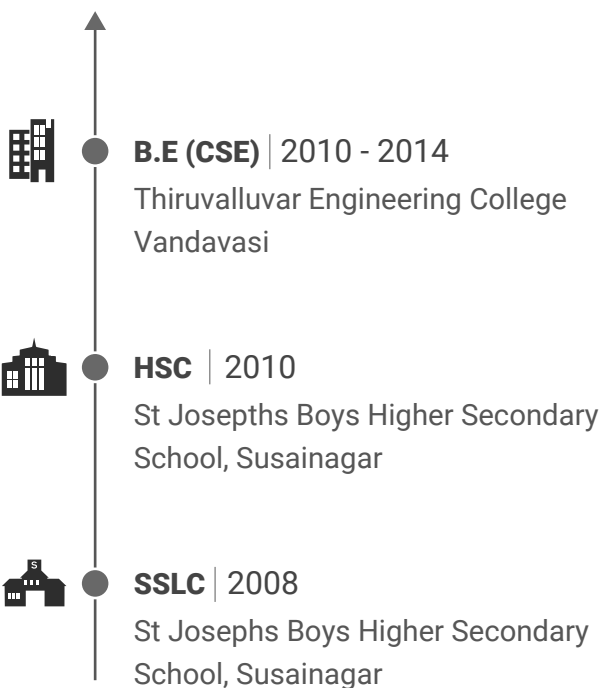 B.E (CSE) | 2010 - 2014
Thiruvalluvar Engineering College
Vandavasi
HSC | 2010
St Josepths Boys Higher Secondary
School, Susainagar
S
SSLC | 2008
St Josephs Boys Higher Secondary
School, Susainagar